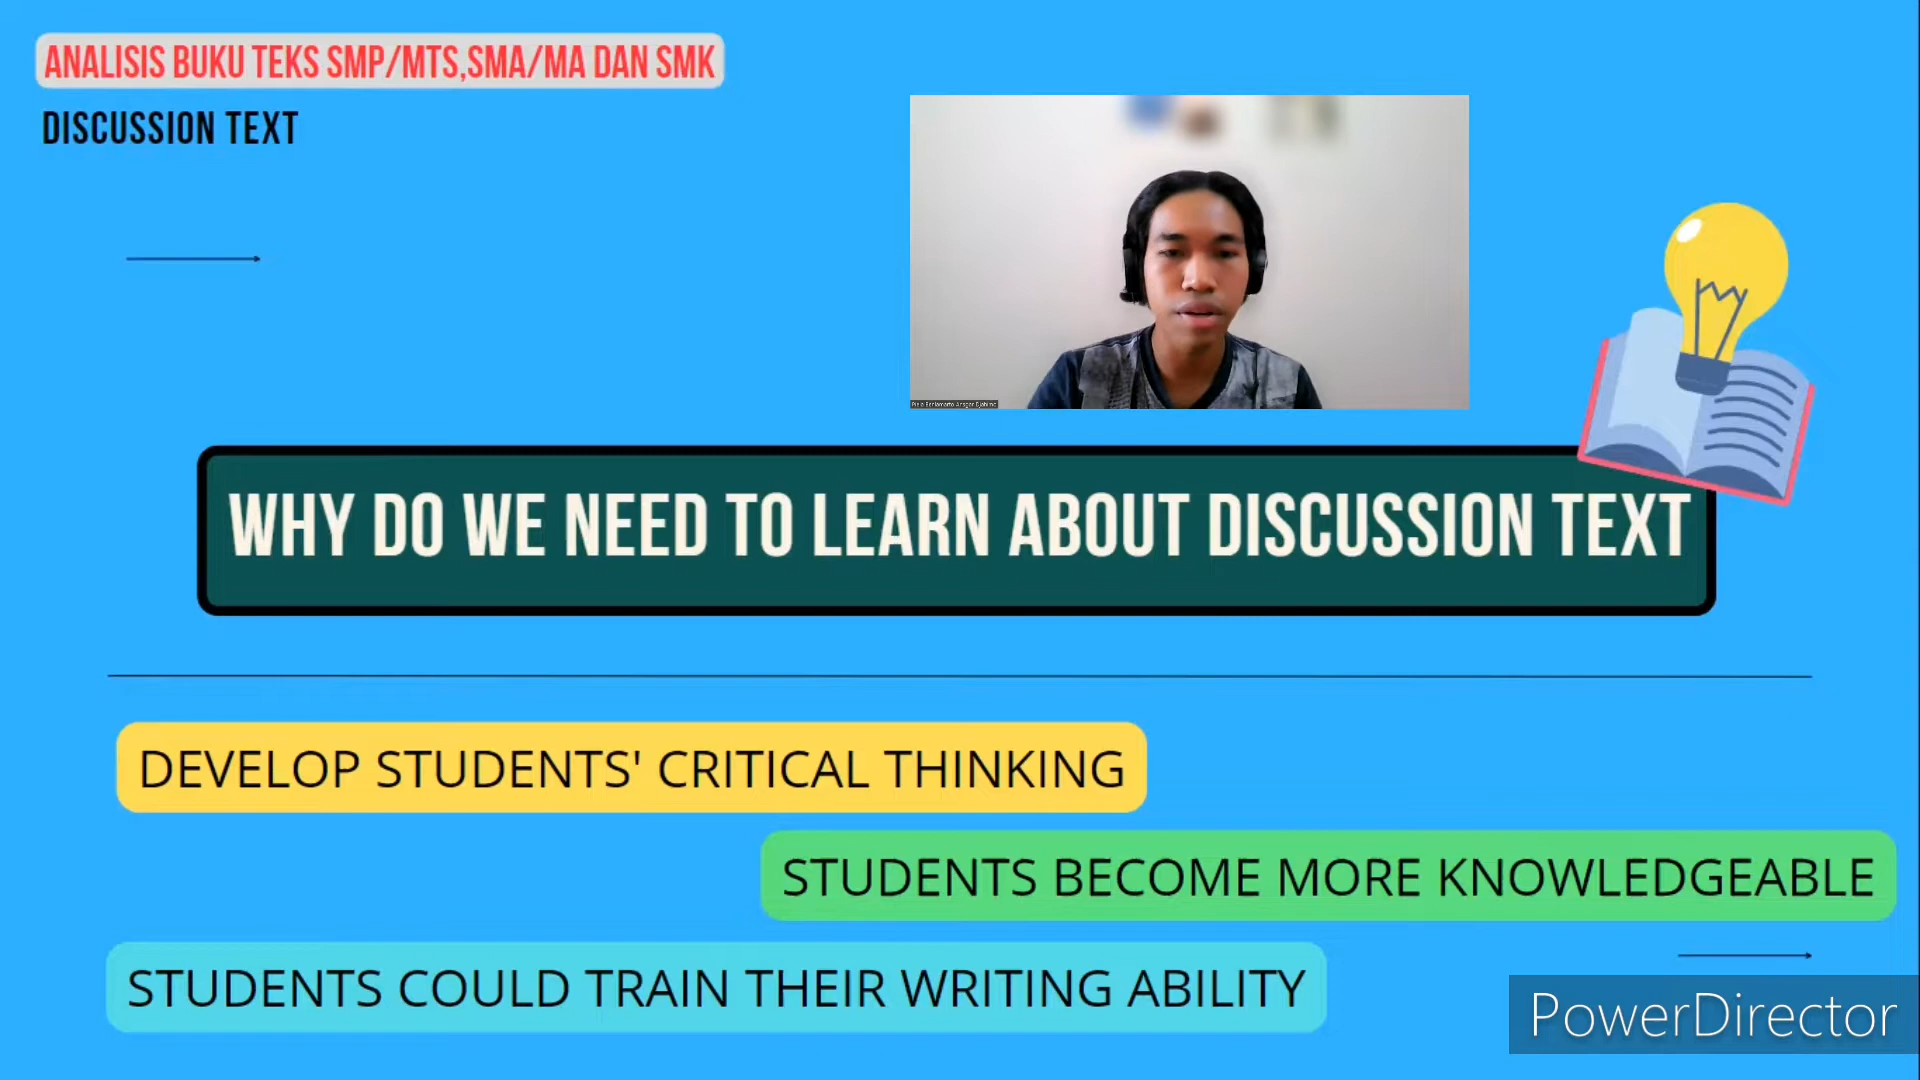 ANALISIS BUKU TEKS SMP/MTS,SMA/MA DAN SMK
DISCUSSION TEXT
WHY DO WE NEED TO LEARN ABOUT DISCUSSION TEXT
DEVELOP STUDENTS' CRITICAL THINKING
STUDENTS BECOME MORE KNOWLEDGEABLE
STUDENTS COULD TRAIN THEIR WRITING ABILITY
PowerDirector